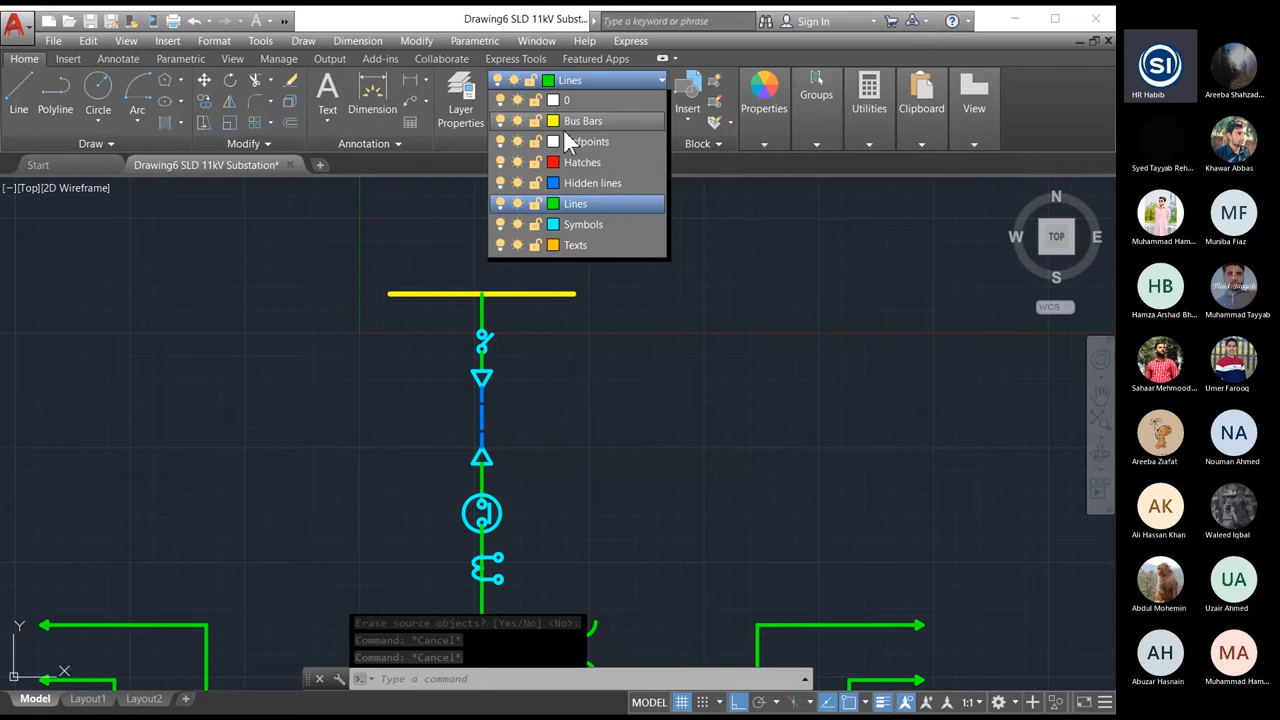 Drawing6 SLD 11kV Subst...
Type a keyword or phrase
Sign In
File Edit View Insert Format Tools Draw Dimension Modify Parametric Window Help Express
Home Insert Annotate Parametric View Manage Output Add-ins Collaborate Express Tools Featured Apps
Lines
Line
Polyline
Circle
Arc
Text
Dimension
Layer
Properties
Insert
Properties
Groups
Utilities
Clipboard
View
Draw
Modify
Annotation
Block
0
Bus Bars
points
Hatches
Hidden lines
Lines
Symbols
Texts
Start
Drawing6 SLD 11kV Substation*
[−][Top][2D Wireframe]
N
W TOP E
S
WCS
Erase source objects? [Yes/No] <No>:
Command: *Cancel*
Command: *Cancel*
Type a command
Y
X
Model Layout1 Layout2
MODEL
1:1
SI
HR Habib
Areeba Shahzad...
Syed Tayyab Reh...
Khawar Abbas
Muhammad Ham...
MF
Muniba Fiaz
HB
Hamza Arshad Bh...
Muhammad Tayyab
Sahaar Mehmood...
Umer Farooq
Areeba Ziafat
NA
Nouman Ahmed
AK
Ali Hassan Khan
Waleed Iqbal
Abdul Mohemin
UA
Uzair Ahmed
AH
Abuzar Hasnain
MA
Muhammad Ham...